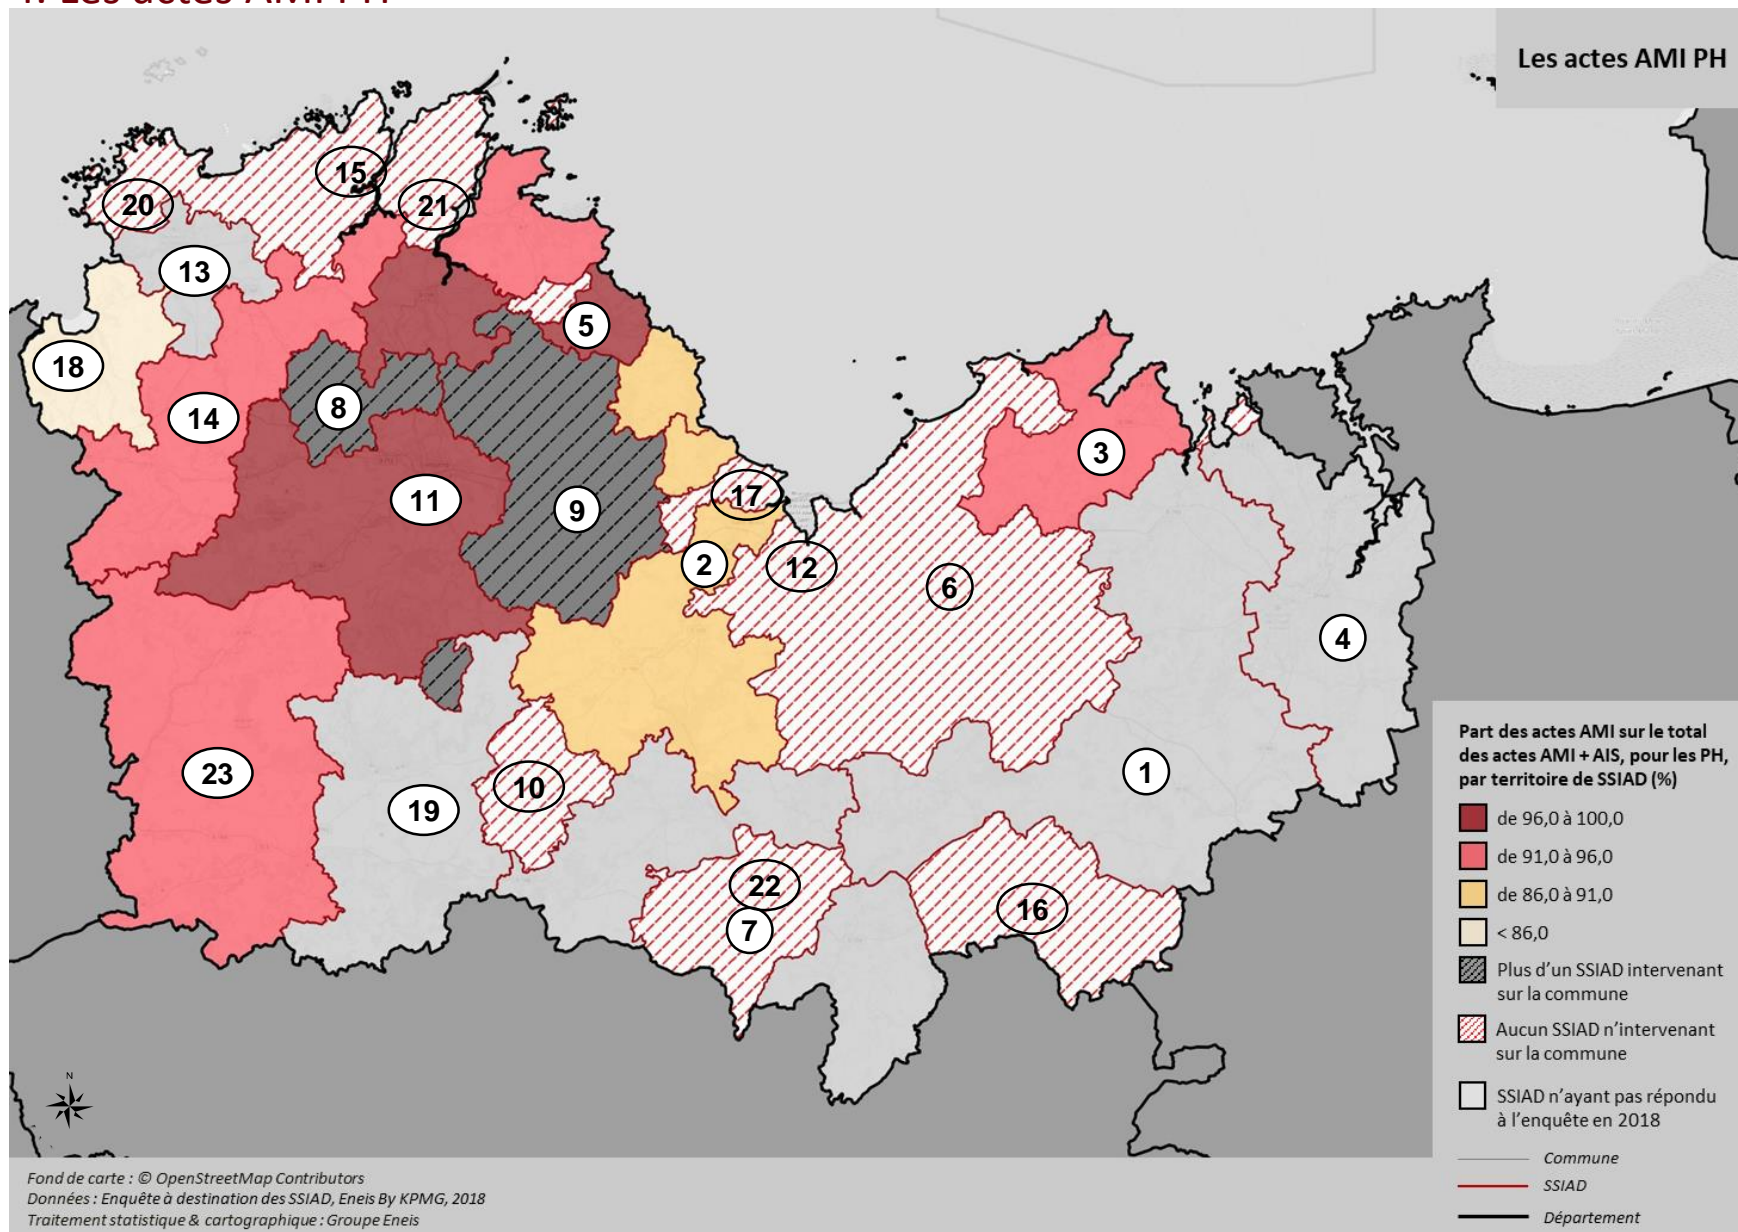 Les actes AMI PH
15
20
21
13
5
18
8
14
3
11
17
9
2
12
6
4
23
1
10
19
22
16
7
Part des actes AMI sur le total
des actes AMI + AIS, pour les PH,
par territoire de SSIAD (%)
de 96,0 à 100,0
de 91,0 à 96,0
de 86,0 à 91,0
< 86,0
Plus d’un SSIAD intervenant
sur la commune
Aucun SSIAD n’intervenant
sur la commune
SSIAD n’ayant pas répondu
à l’enquête en 2018
Commune
SSIAD
Département
N
Fond de carte : © OpenStreetMap Contributors
Données : Enquête à destination des SSIAD, Eneis By KPMG, 2018
Traitement statistique & cartographique : Groupe Eneis